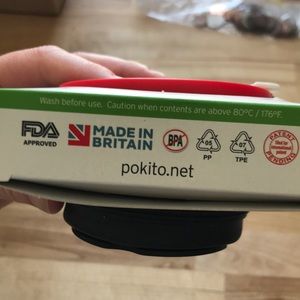 Wash before use. Caution when contents are above 80°C / 176°F.
FDA
APPROVED
MADE IN
BRITAIN
BPA
05
PP
07
TPE
PATENT
PENDING
pokito.net